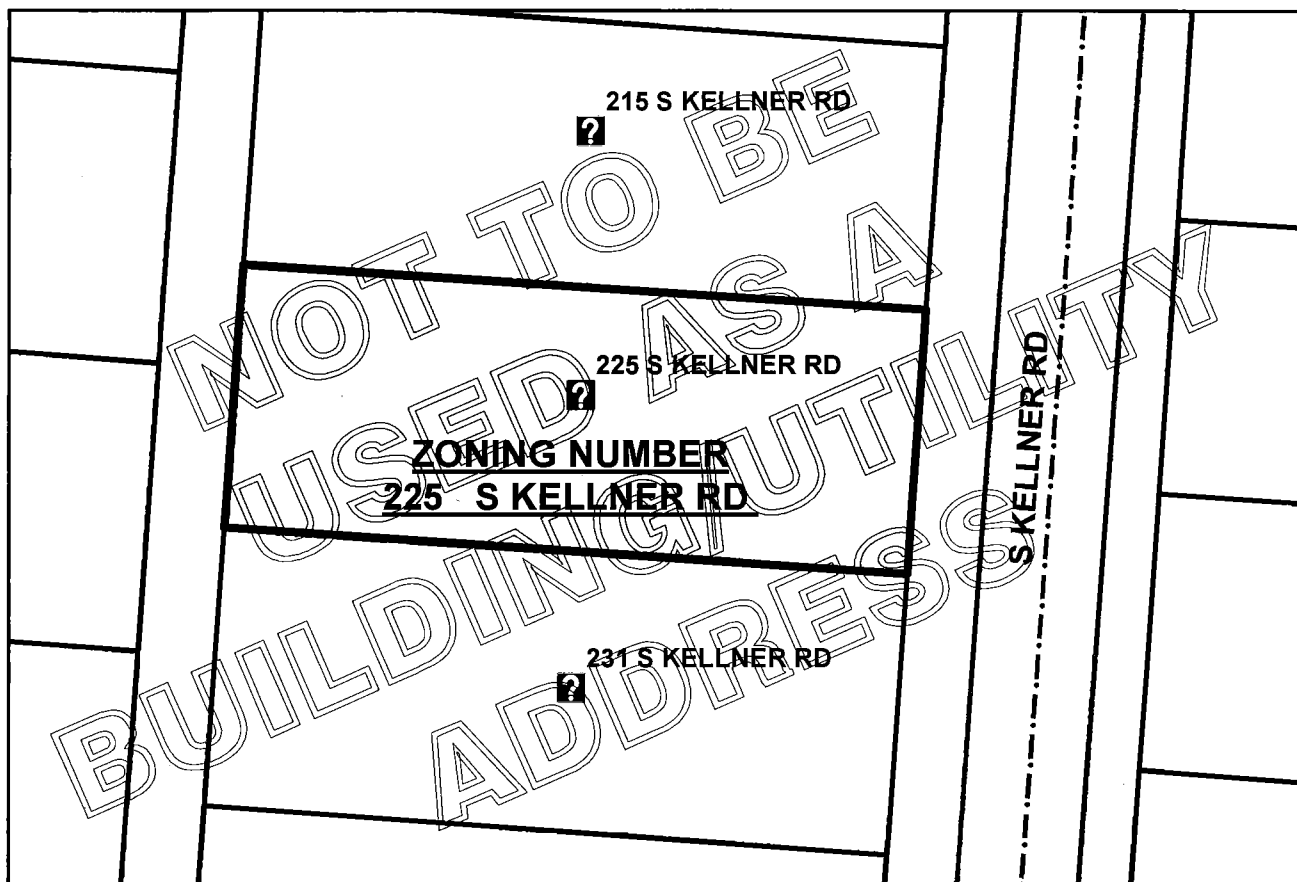 215 S KELLNER RD
?
NOT TO BE
USED AS A
BUILDING/UTILITY
ADDRESS
225 S KELLNER RD
?
ZONING NUMBER
225 S KELLNER RD
S KELLNER RD
231 S KELLNER RD
?